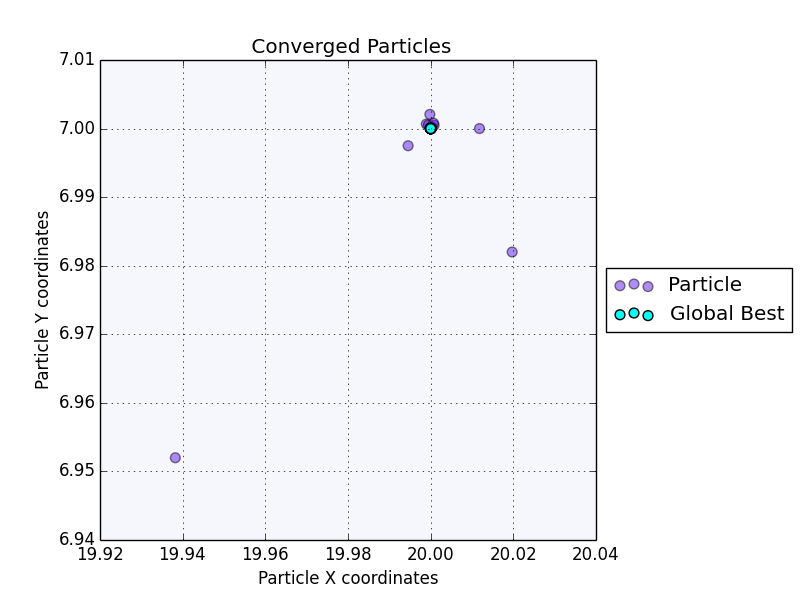 Converged Particles
7.01
7.00
6.99
6.98
6.97
6.96
6.95
6.94
Particle Y coordinates
19.92 19.94 19.96 19.98 20.00 20.02 20.04
Particle X coordinates
Particle
Global Best